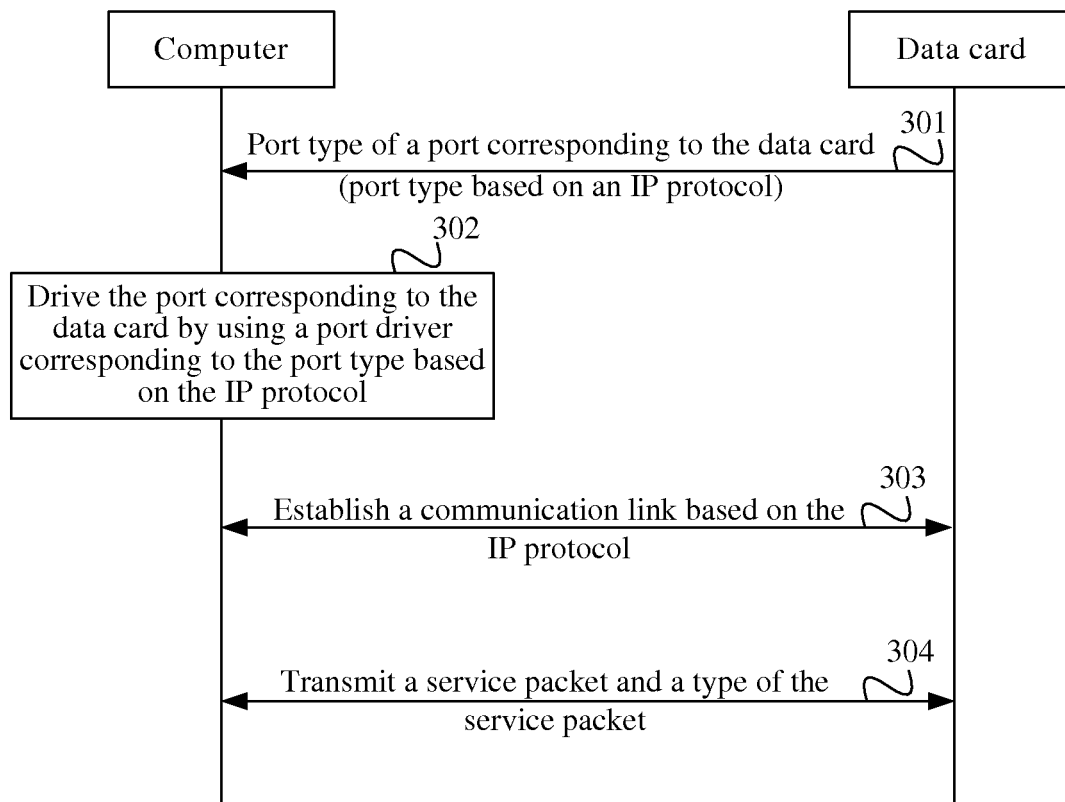 Computer
Data card
301
Port type of a port corresponding to the data card
(port type based on an IP protocol)
302
Drive the port corresponding to the
data card by using a port driver
corresponding to the port type based
on the IP protocol
303
Establish a communication link based on the
IP protocol
304
Transmit a service packet and a type of the
service packet